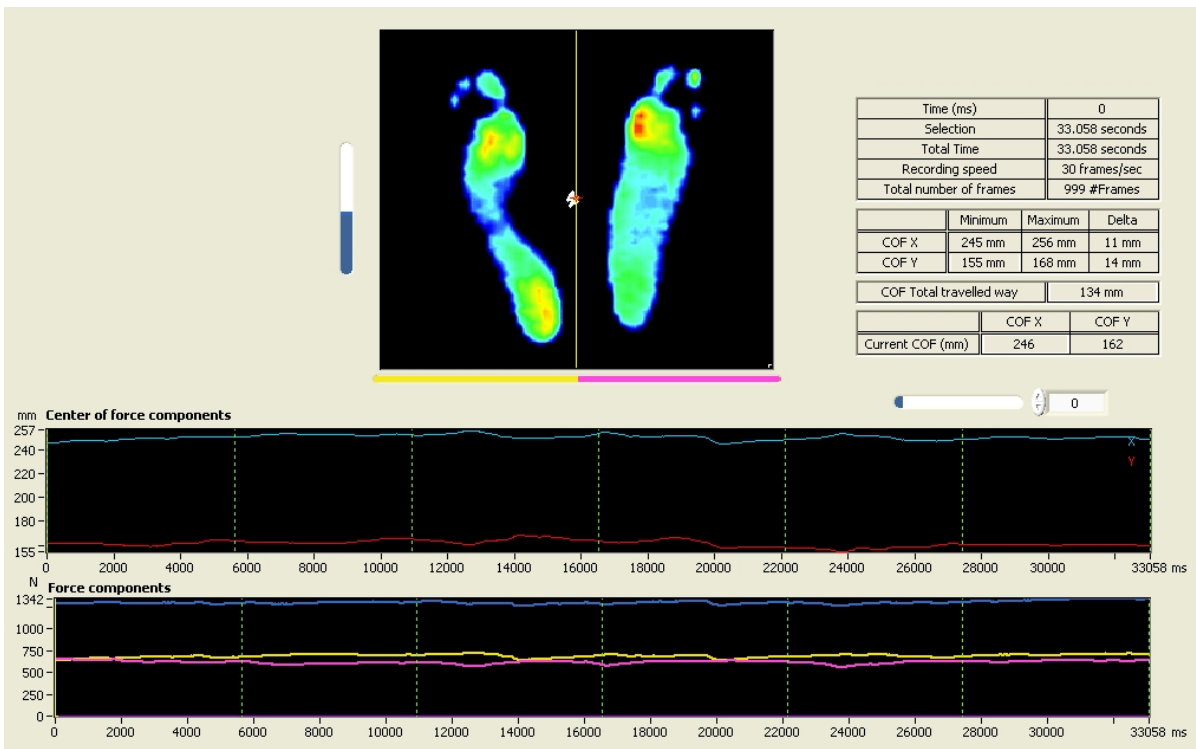 Time (ms) 0
Selection 33.058 seconds
Total Time 33.058 seconds
Recording speed 30 frames/sec
Total number of frames 999 #Frames
Minimum Maximum Delta
COF X 245 mm 256 mm 11 mm
COF Y 155 mm 168 mm 14 mm
COF Total travelled way 134 mm
COF X COF Y
Current COF (mm) 246 162
0
mm Center of force components
257
240
220
200
180
155
X
Y
0 2000 4000 6000 8000 10000 12000 14000 16000 18000 20000 22000 24000 26000 28000 30000 33058 ms
N Force components
1342
1000
750
500
250
0
0 2000 4000 6000 8000 10000 12000 14000 16000 18000 20000 22000 24000 26000 28000 30000 33058 ms